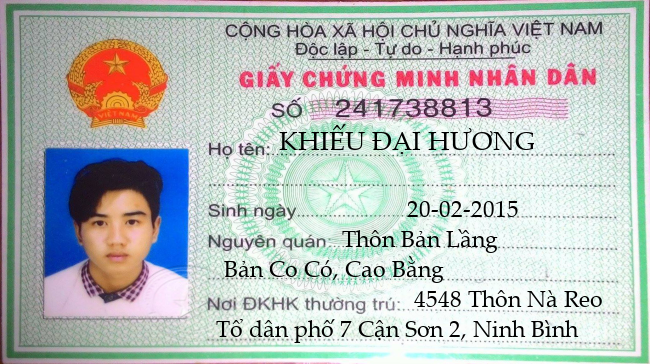 CỘNG HÒA XÃ HỘI CHỦ NGHĨA VIỆT NAM
Độc lập - Tự do - Hạnh phúc
GIẤY CHỨNG MINH NHÂN DÂN
SỐ 241738813
VIỆT NAM
Họ tên: KHIẾU ĐẠI HƯƠNG
Sinh ngày 20-02-2015
Nguyên quán: Thôn Bản Lầng
Bản Co Có, Cao Bằng
Nơi ĐKHK thường trú: 4548 Thôn Nà Reo
Tổ dân phố 7 Cận Sơn 2, Ninh Bình